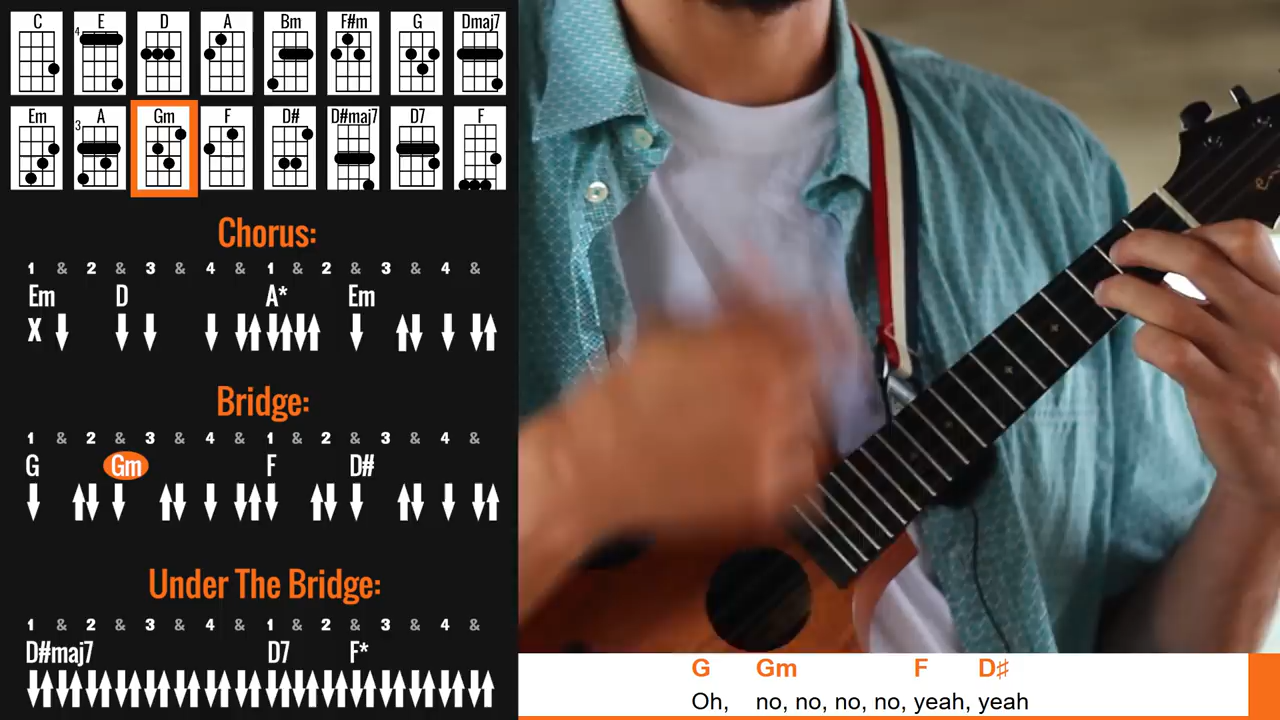 C E D A Bm F#m G Dmaj7
4
Em A Gm F D# D#maj7 D7 F
3
Chorus:
1 & 2 & 3 & 4 & 1 & 2 & 3 & 4 &
Em D A* Em
X
Bridge:
1 & 2 & 3 & 4 & 1 & 2 & 3 & 4 &
G Gm F D#
Under The Bridge:
1 & 2 & 3 & 4 & 1 & 2 & 3 & 4 &
D#maj7 D7 F*
G Gm F D♯
Oh, no, no, no, no, yeah, yeah